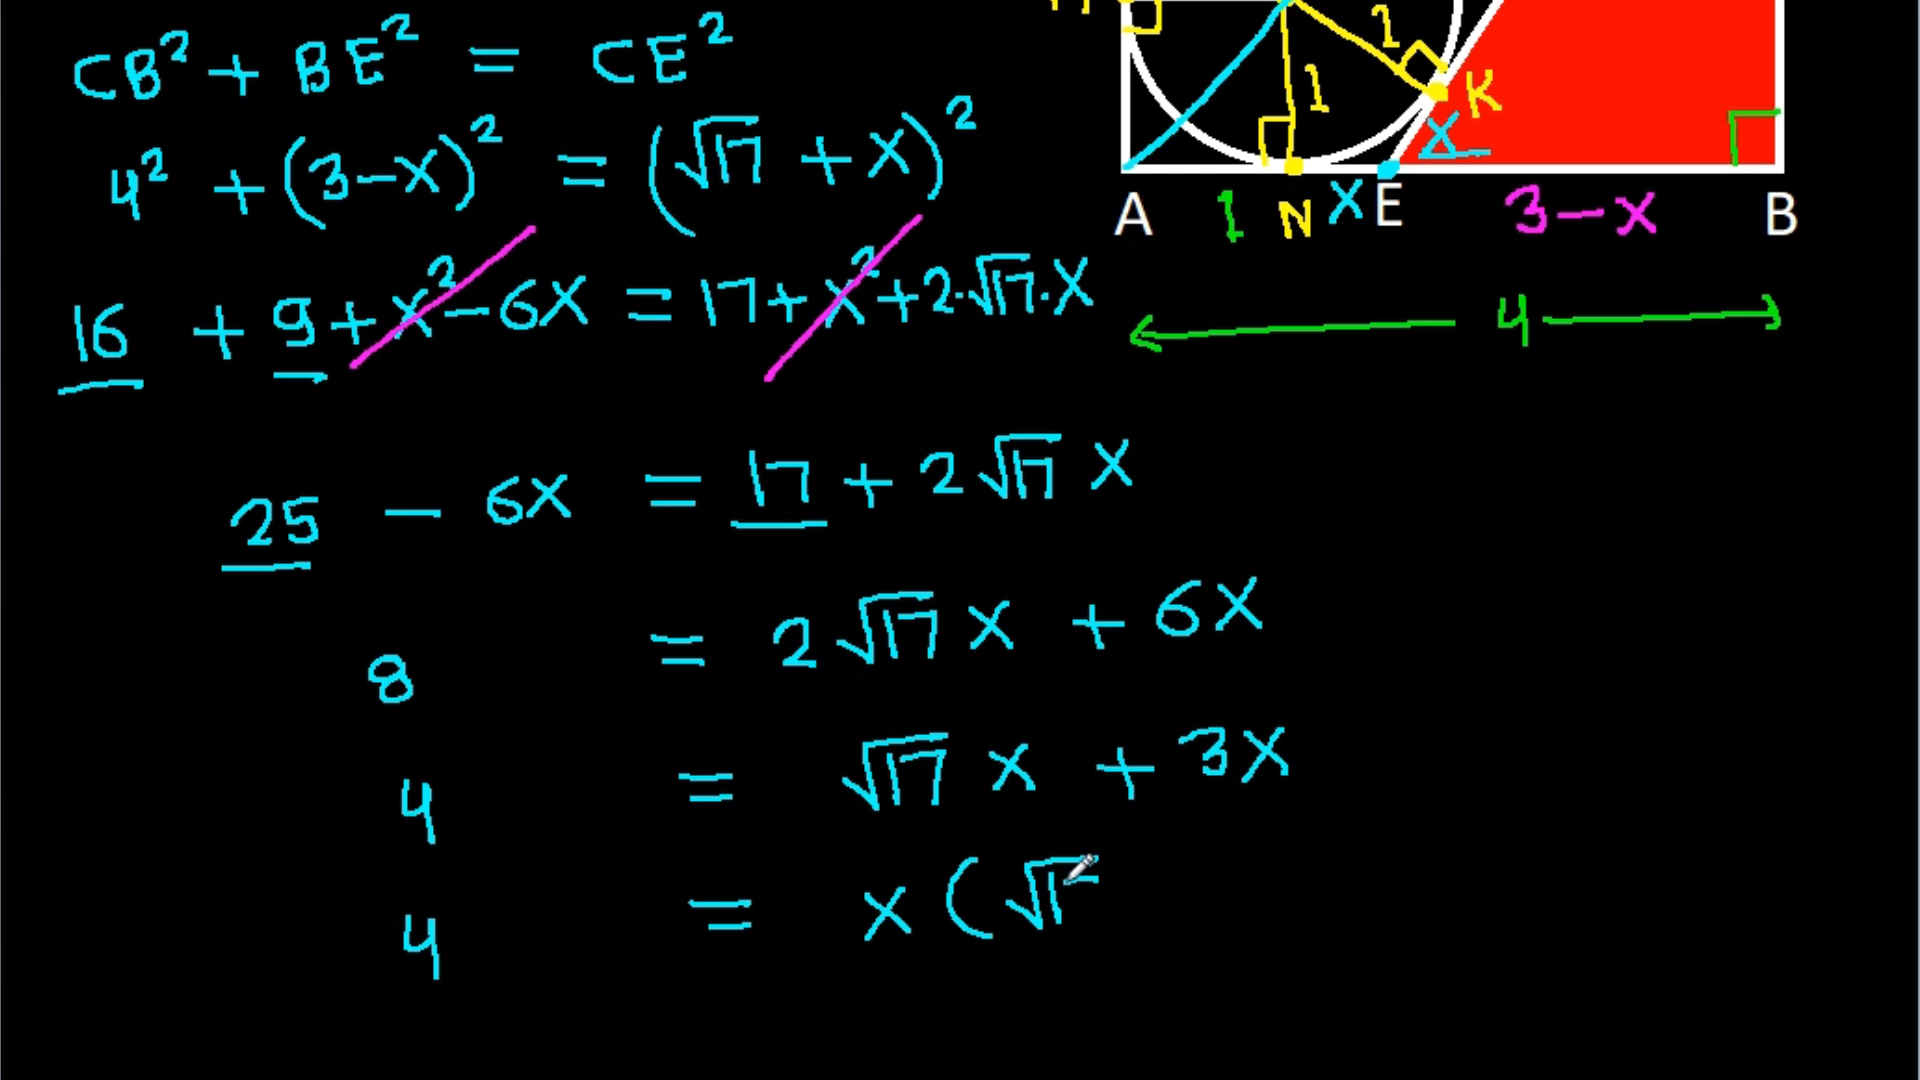 CB² + BE² = CE²
4² + (3-x)² = (√17 + x)²
16 + 9 + x² - 6x = 17 + x² + 2·√17·x
25 - 6x = 17 + 2√17 x
8 = 2√17 x + 6x
4 = √17 x + 3x
4 = x(√1
1
1
K
x
A 1 N x E 3-x B
4